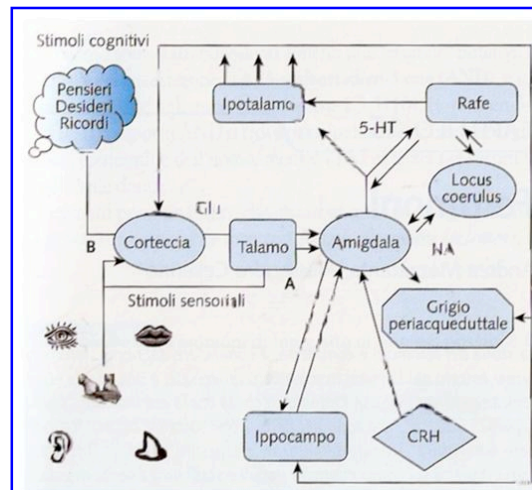 Stimoli cognitivi
Pensieri
Desideri
Ricordi
Ipotalamo
Rafe
5-HT
Locus
coerulus
Glu
B
Corteccia
Talamo
Amigdala
NA
A
Stimoli sensoriali
Grigio
periacqueduttale
Ippocampo
CRH